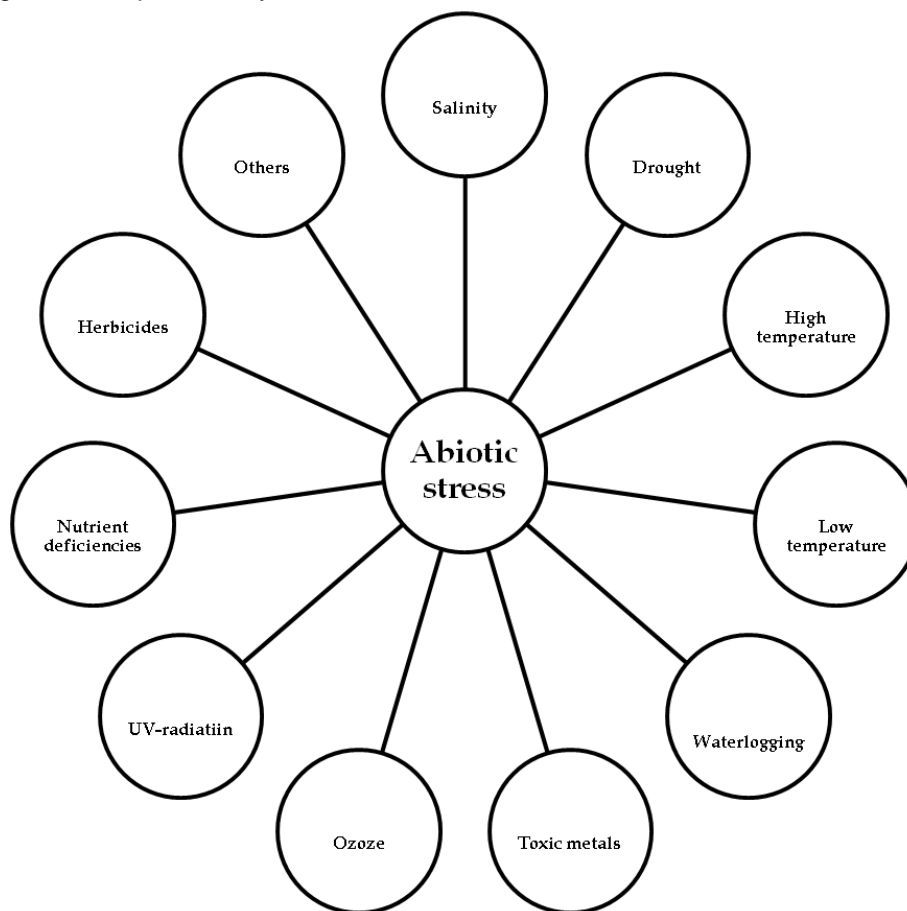 Salinity
Drought
High
temperature
Low
temperature
Waterlogging
Toxic metals
Ozoze
UV-radiatiin
Nutrient
deficiencies
Herbicides
Others
Abiotic
stress